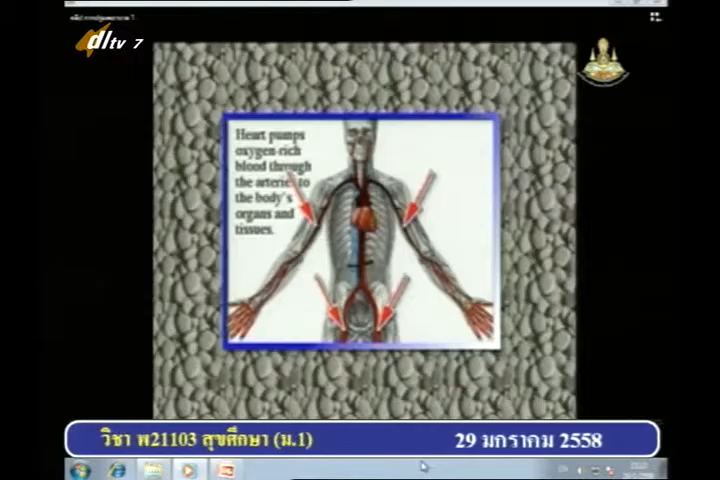 dltv 7
Heart pumps
oxygen-rich
blood through
the arteries to
the body's
organs and
tissues.
วิชา พ21103 สุขศึกษา (ม.1)
29 มกราคม 2558
EN